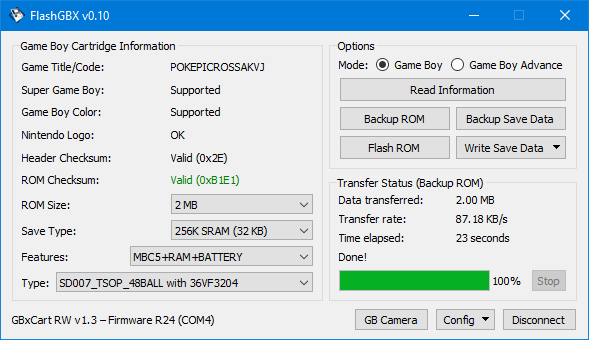 FlashGBX v0.10
Game Boy Cartridge Information
Game Title/Code: POKEPICROSSAKVJ
Super Game Boy: Supported
Game Boy Color: Supported
Nintendo Logo: OK
Header Checksum: Valid (0x2E)
ROM Checksum: Valid (0xB1E1)
ROM Size: 2 MB
Save Type: 256K SRAM (32 KB)
Features: MBC5+RAM+BATTERY
Type: SD007_TSOP_48BALL with 36VF3204
Options
Mode: Game Boy Game Boy Advance
Read Information
Backup ROM Backup Save Data
Flash ROM Write Save Data
Transfer Status (Backup ROM)
Data transferred: 2.00 MB
Transfer rate: 87.18 KB/s
Time elapsed: 23 seconds
Done!
100% Stop
GBxCart RW v1.3 – Firmware R24 (COM4)
GB Camera Config Disconnect